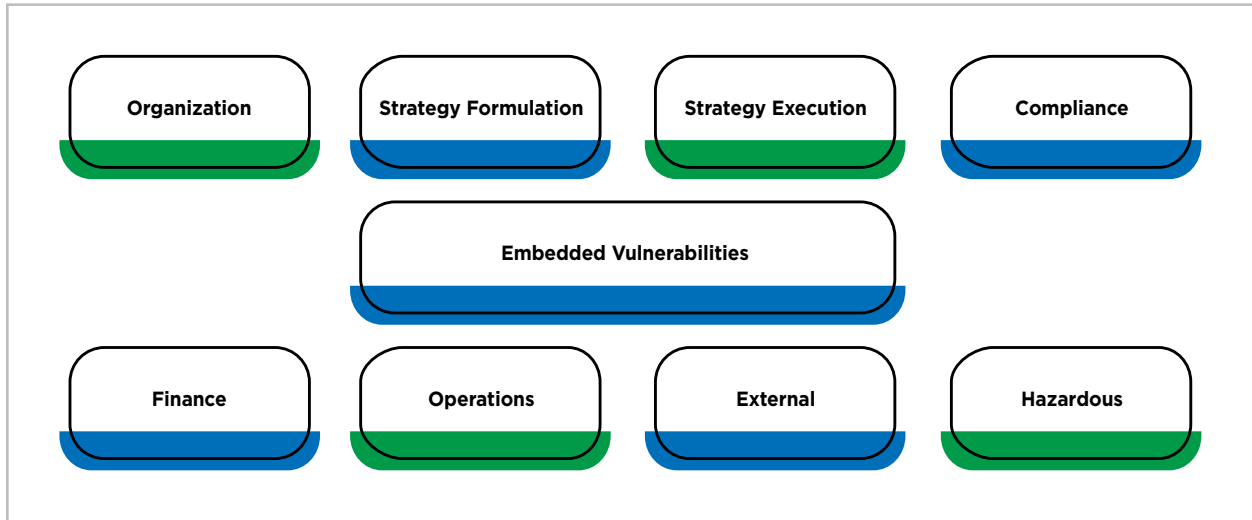 Organization
Strategy Formulation
Strategy Execution
Compliance
Embedded Vulnerabilities
Finance
Operations
External
Hazardous